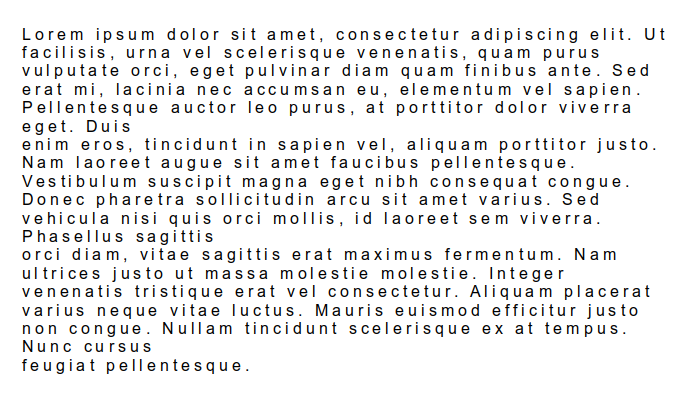 Lorem ipsum dolor sit amet, consectetur adipiscing elit. Ut
facilisis, urna vel scelerisque venenatis, quam purus
vulputate orci, eget pulvinar diam quam finibus ante. Sed
erat mi, lacinia nec accumsan eu, elementum vel sapien.
Pellentesque auctor leo purus, at porttitor dolor viverra
eget. Duis
enim eros, tincidunt in sapien vel, aliquam porttitor justo.
Nam laoreet augue sit amet faucibus pellentesque.
Vestibulum suscipit magna eget nibh consequat congue.
Donec pharetra sollicitudin arcu sit amet varius. Sed
vehicula nisi quis orci mollis, id laoreet sem viverra.
Phasellus sagittis
orci diam, vitae sagittis erat maximus fermentum. Nam
ultrices justo ut massa molestie molestie. Integer
venenatis tristique erat vel consectetur. Aliquam placerat
varius neque vitae luctus. Mauris euismod efficitur justo
non congue. Nullam tincidunt scelerisque ex at tempus.
Nunc cursus
feugiat pellentesque.